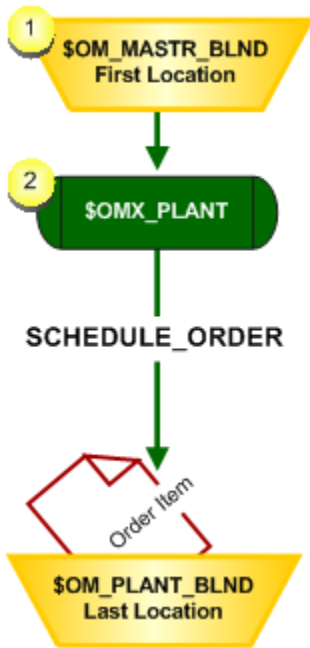 1
$OM_MASTR_BLND
First Location
2
$OMX_PLANT
SCHEDULE_ORDER
Order Item
$OM_PLANT_BLND
Last Location